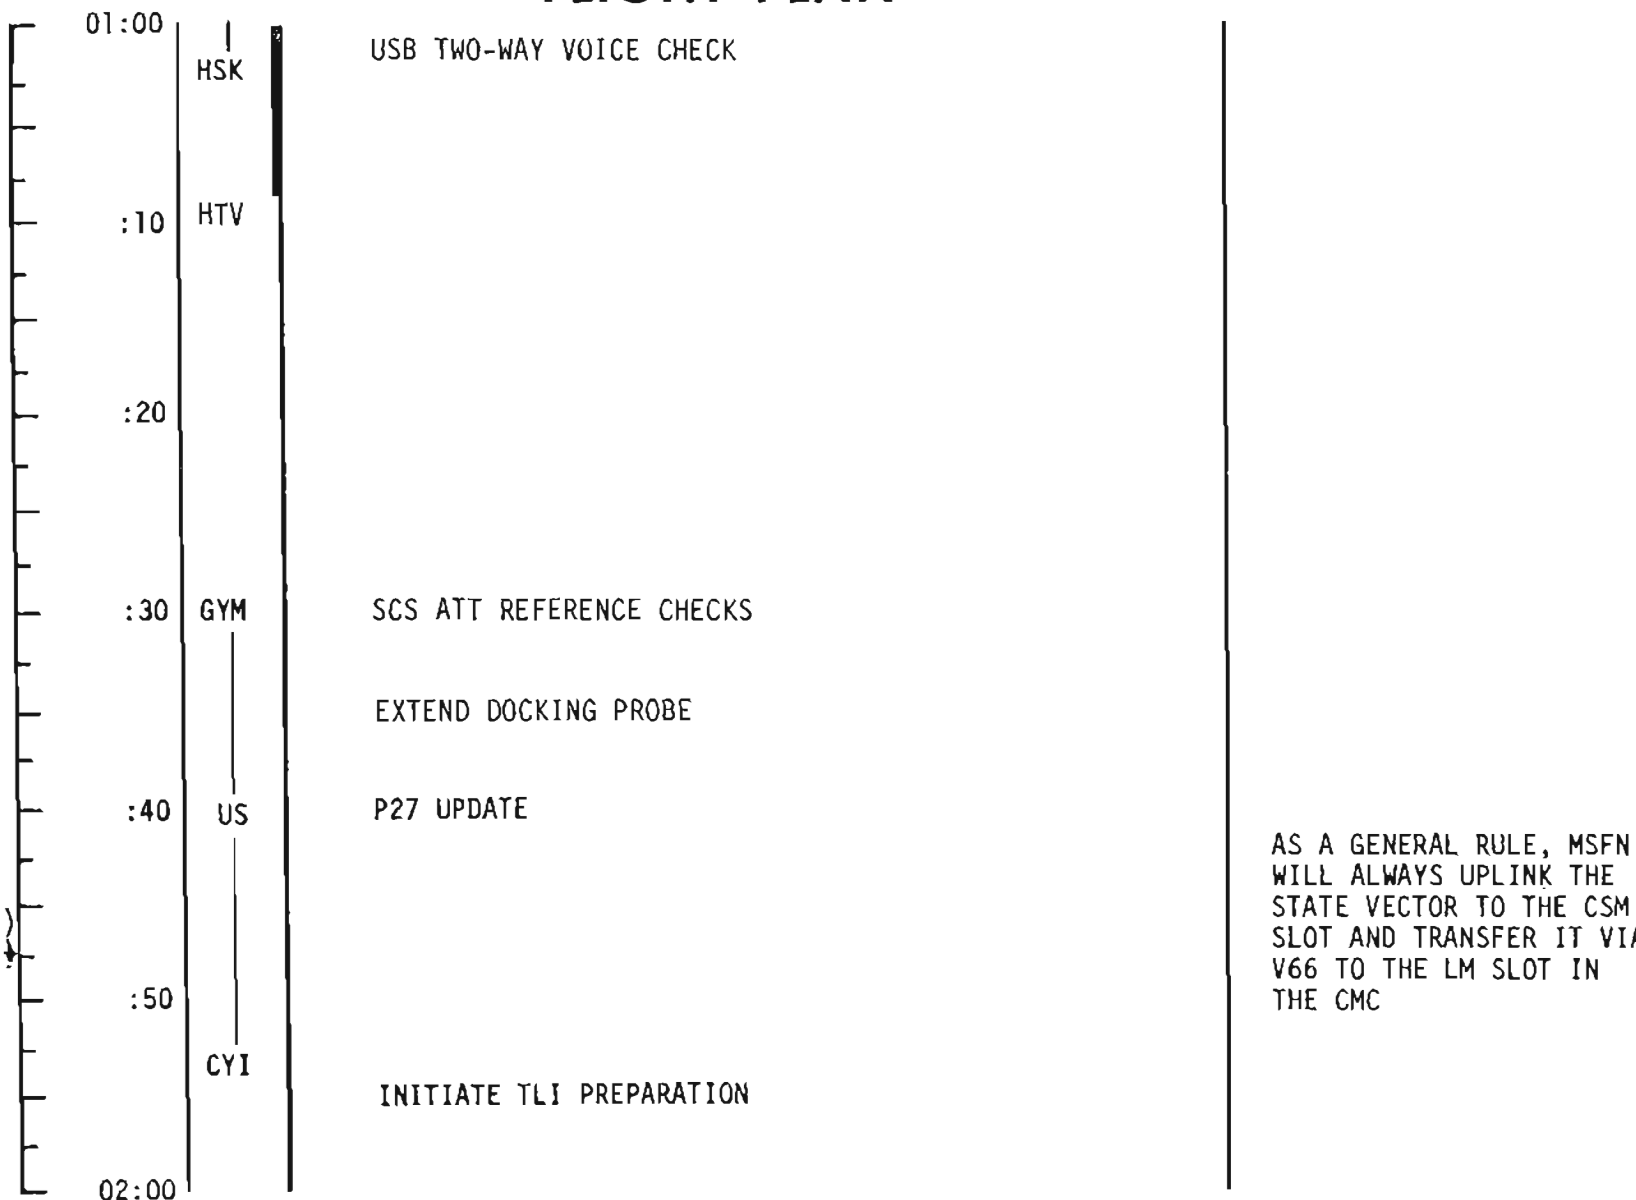 FLIGHT PLAN
01:00
HSK
USB TWO-WAY VOICE CHECK
:10
HTV
:20
:30
GYM
SCS ATT REFERENCE CHECKS
EXTEND DOCKING PROBE
:40
US
P27 UPDATE
AS A GENERAL RULE, MSFN
WILL ALWAYS UPLINK THE
STATE VECTOR TO THE CSM
SLOT AND TRANSFER IT VIA
V66 TO THE LM SLOT IN
THE CMC
:50
CYI
INITIATE TLI PREPARATION
02:00